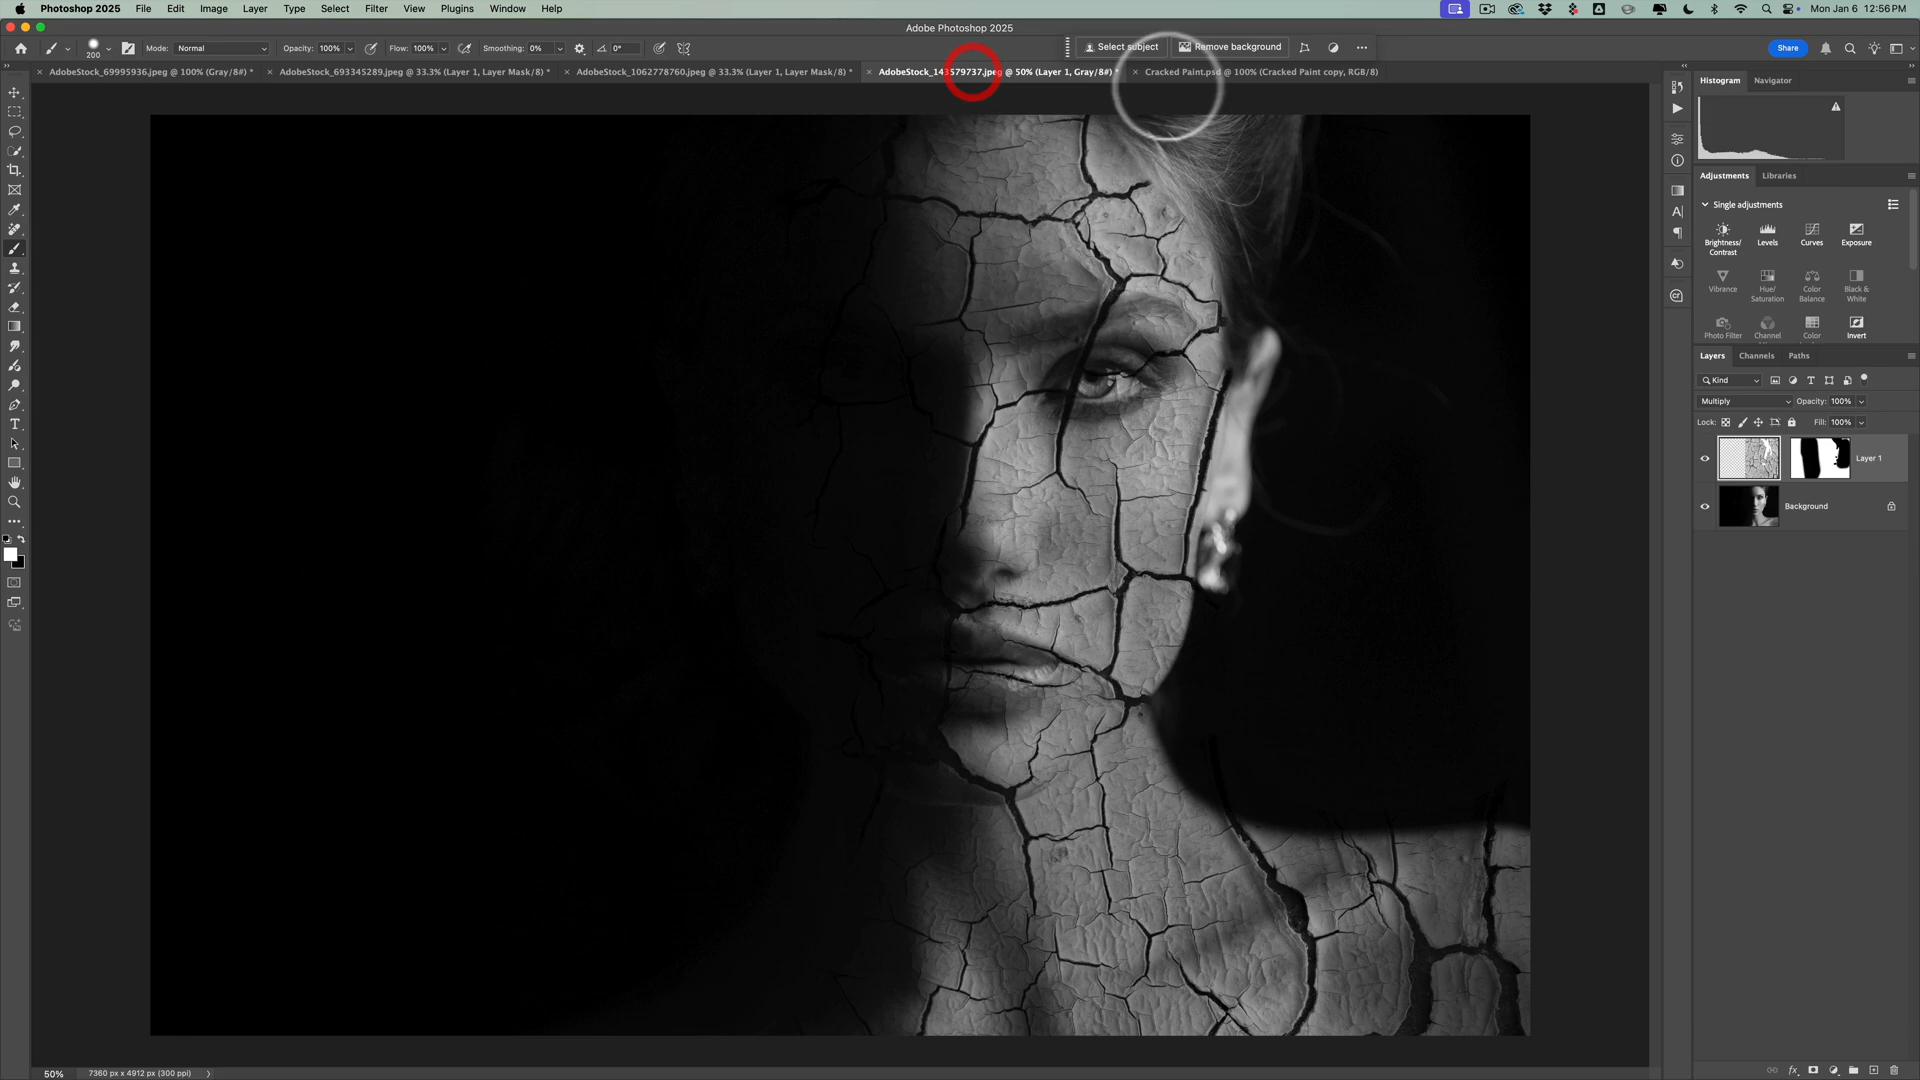 Photoshop 2025 File Edit Image Layer Type Select Filter View Plugins Window Help Mon Jan 6 12:56 PM
Adobe Photoshop 2025
200 Mode: Normal Opacity: 100% Flow: 100% Smoothing: 0% 0° Select subject Remove background Share
AdobeStock_69995936.jpeg @ 100% (Gray/8#) * AdobeStock_693345289.jpeg @ 33.3% (Layer 1, Layer Mask/8) * AdobeStock_1062778760.jpeg @ 33.3% (Layer 1, Layer Mask/8) * AdobeStock_143579737.jpeg @ 50% (Layer 1, Gray/8#) * Cracked Paint.psd @ 100% (Cracked Paint copy, RGB/8)
Histogram Navigator
Adjustments Libraries
Single adjustments
Brightness/ Levels Curves Exposure
Contrast
Vibrance Hue/ Color Black &
Saturation Balance White
Photo Filter Channel Color Invert
Layers Channels Paths
Kind
Multiply Opacity: 100%
Lock: Fill: 100%
Layer 1
Background
50% 7360 px x 4912 px (300 ppi)